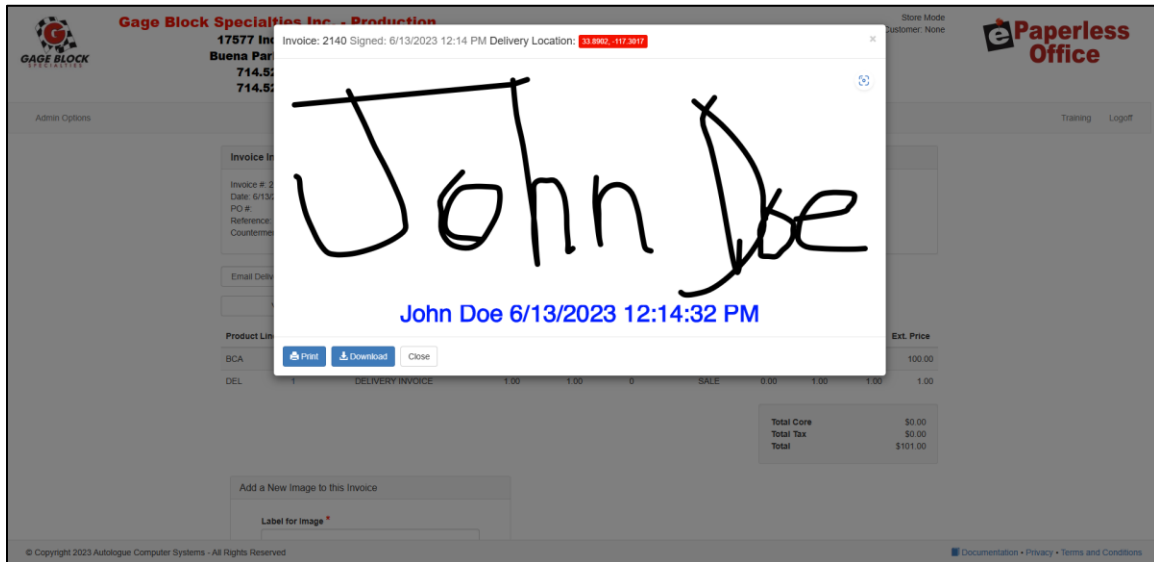 GAGE BLOCK
SPECIALTIES
Gage Block Specialties Inc. - Production
17577 In
Buena Par
714.52
714.52
Store Mode
Customer: None
e Paperless
Office
Admin Options
Training Logoff
Invoice: 2140 Signed: 6/13/2023 12:14 PM Delivery Location: 33.8902, -117.3017
×
John Doe
John Doe 6/13/2023 12:14:32 PM
Print Download Close
Invoice In
Invoice #: 2
Date: 6/13/2
PO #:
Reference:
Counterme
Email Deliv
Product Lin Ext. Price
BCA 100.00
DEL 1 DELIVERY INVOICE 1.00 1.00 0 SALE 0.00 1.00 1.00 1.00
Total Core $0.00
Total Tax $0.00
Total $101.00
Add a New Image to this Invoice
Label for Image *
© Copyright 2023 Autologue Computer Systems - All Rights Reserved
Documentation • Privacy • Terms and Conditions